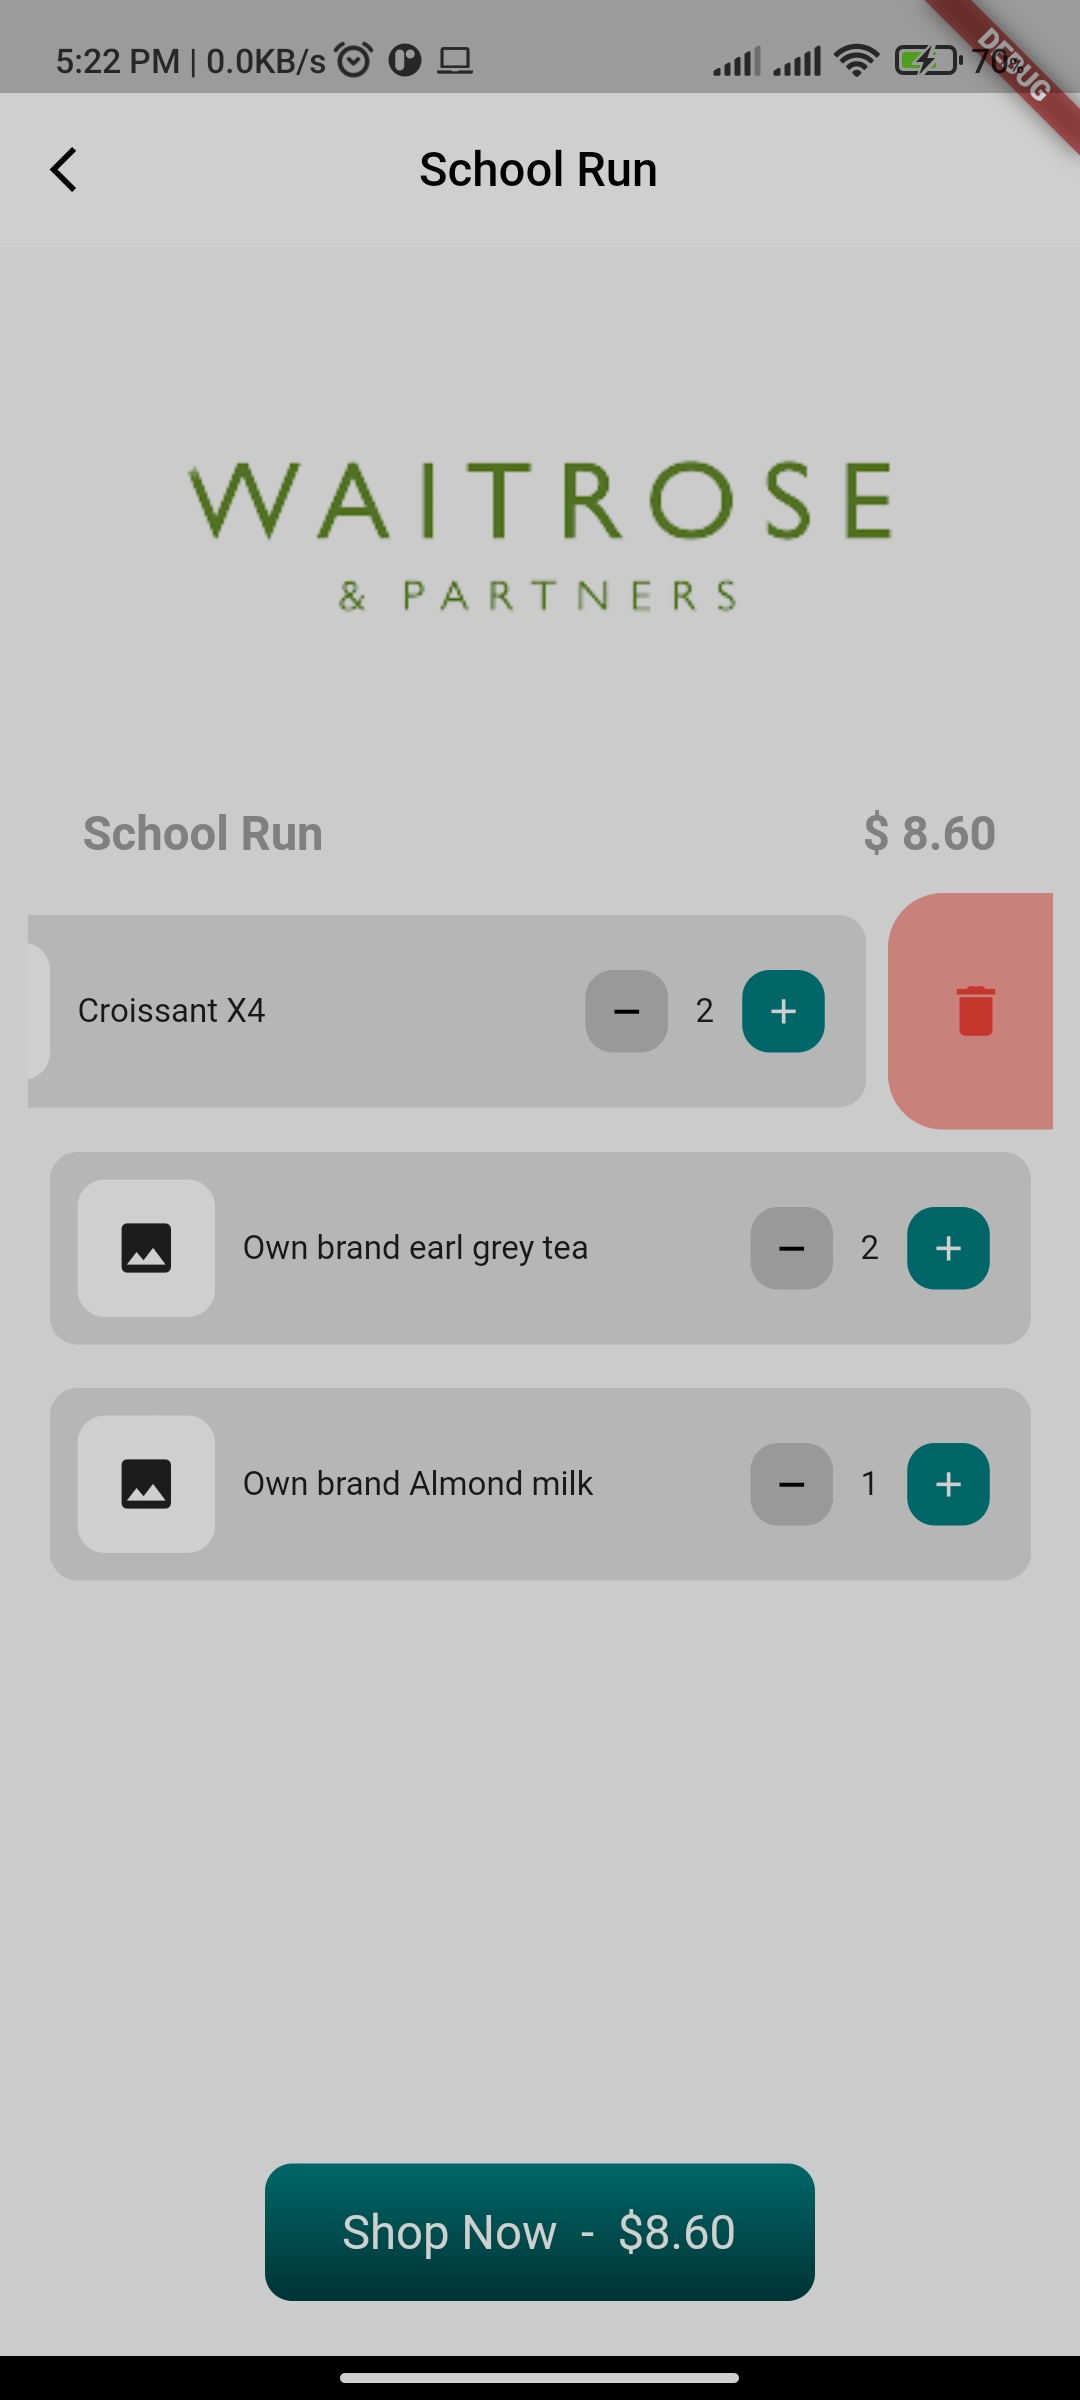 5:22 PM | 0.0KB/s
DEBUG
School Run
WAITROSE
& PARTNERS
School Run $ 8.60
Croissant X4 − 2 +
Own brand earl grey tea − 2 +
Own brand Almond milk − 1 +
Shop Now - $8.60